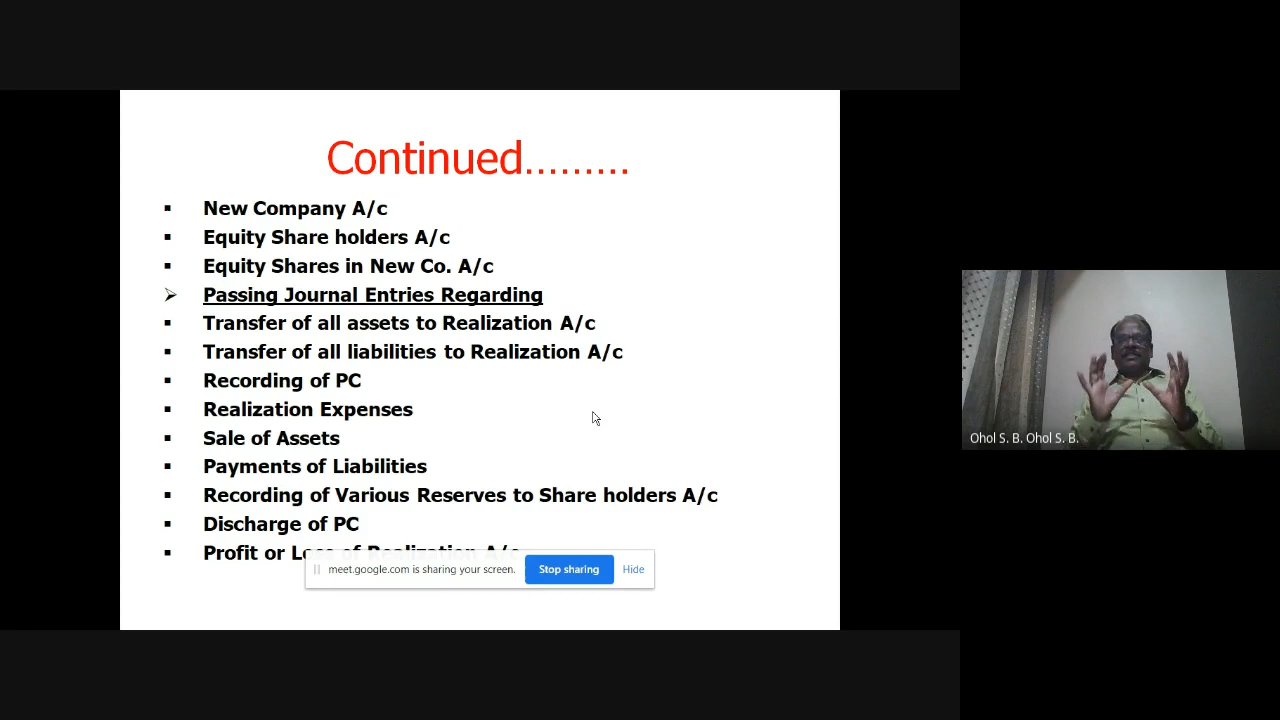 Continued.........
▪ New Company A/c
▪ Equity Share holders A/c
▪ Equity Shares in New Co. A/c
➢ Passing Journal Entries Regarding
▪ Transfer of all assets to Realization A/c
▪ Transfer of all liabilities to Realization A/c
▪ Recording of PC
▪ Realization Expenses
▪ Sale of Assets
▪ Payments of Liabilities
▪ Recording of Various Reserves to Share holders A/c
▪ Discharge of PC
▪ Profit or Loss of Realization A/c
meet.google.com is sharing your screen. Stop sharing Hide
Ohol S. B. Ohol S. B.